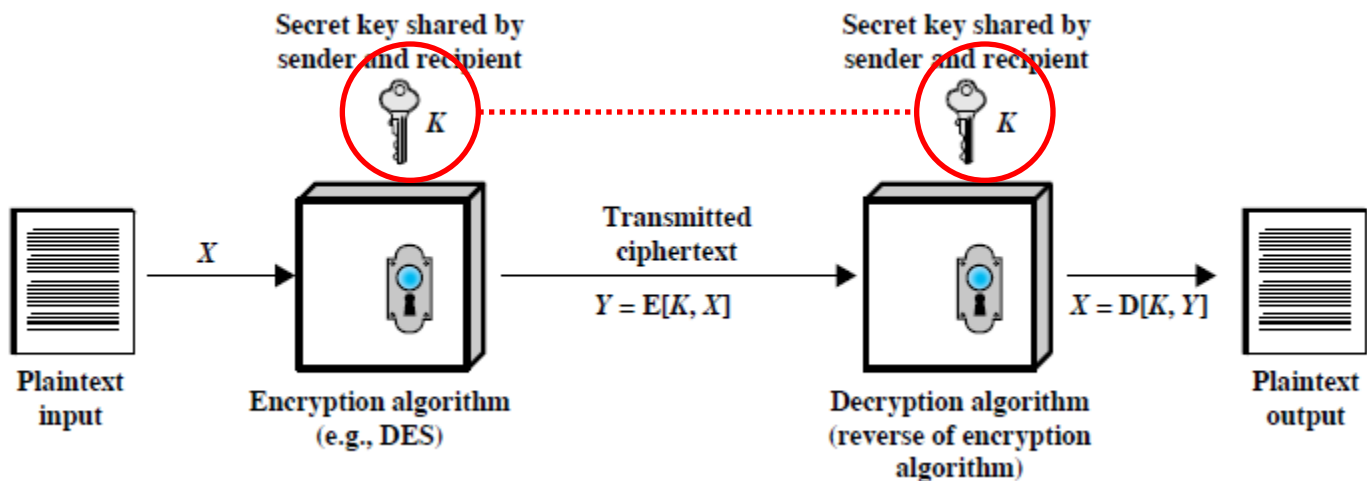 Secret key shared by
sender and recipient
Secret key shared by
sender and recipient
K
K
X
Transmitted
ciphertext
Y = E[K, X]
X = D[K, Y]
Plaintext
input
Encryption algorithm
(e.g., DES)
Decryption algorithm
(reverse of encryption
algorithm)
Plaintext
output